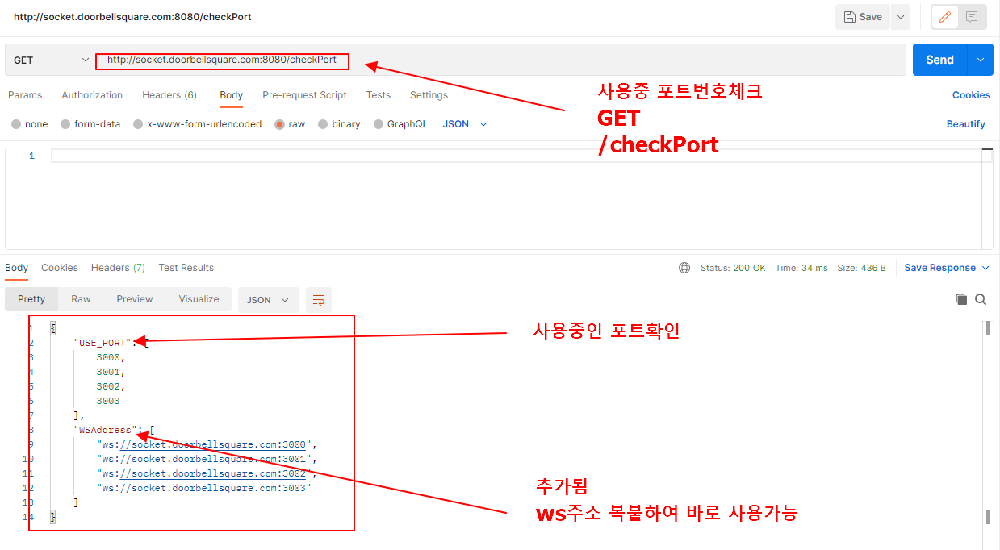 http://socket.doorbellsquare.com:8080/checkPort
Save
GET
http://socket.doorbellsquare.com:8080/checkPort
Send
사용중 포트번호체크
GET
/checkPort
Params Authorization Headers (6) Body Pre-request Script Tests Settings Cookies
none form-data x-www-form-urlencoded raw binary GraphQL JSON Beautify
1
Body Cookies Headers (7) Test Results Status: 200 OK Time: 34 ms Size: 436 B Save Response
Pretty Raw Preview Visualize JSON
1 {
2 "USE_PORT": [
사용중인 포트확인
3 3000,
4 3001,
5 3002,
6 3003
7 ],
8 "WSAddress": [
9 "ws://socket.doorbellsquare.com:3000",
10 "ws://socket.doorbellsquare.com:3001",
11 "ws://socket.doorbellsquare.com:3002",
12 "ws://socket.doorbellsquare.com:3003"
13 ]
14 }
추가됨
ws주소 복붙하여 바로 사용가능